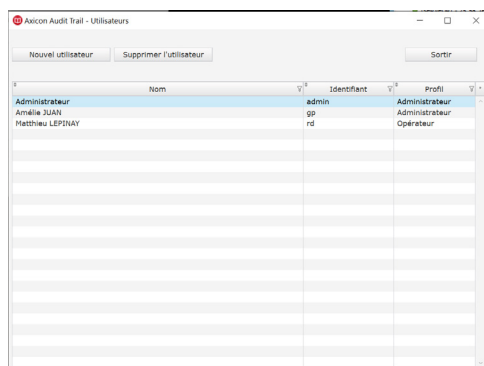 Axicon Audit Trail - Utilisateurs
Nouvel utilisateur Supprimer l'utilisateur Sortir
Nom Identifiant Profil
Administrateur admin Administrateur
Amélie JUAN gp Administrateur
Matthieu LEPINAY rd Opérateur